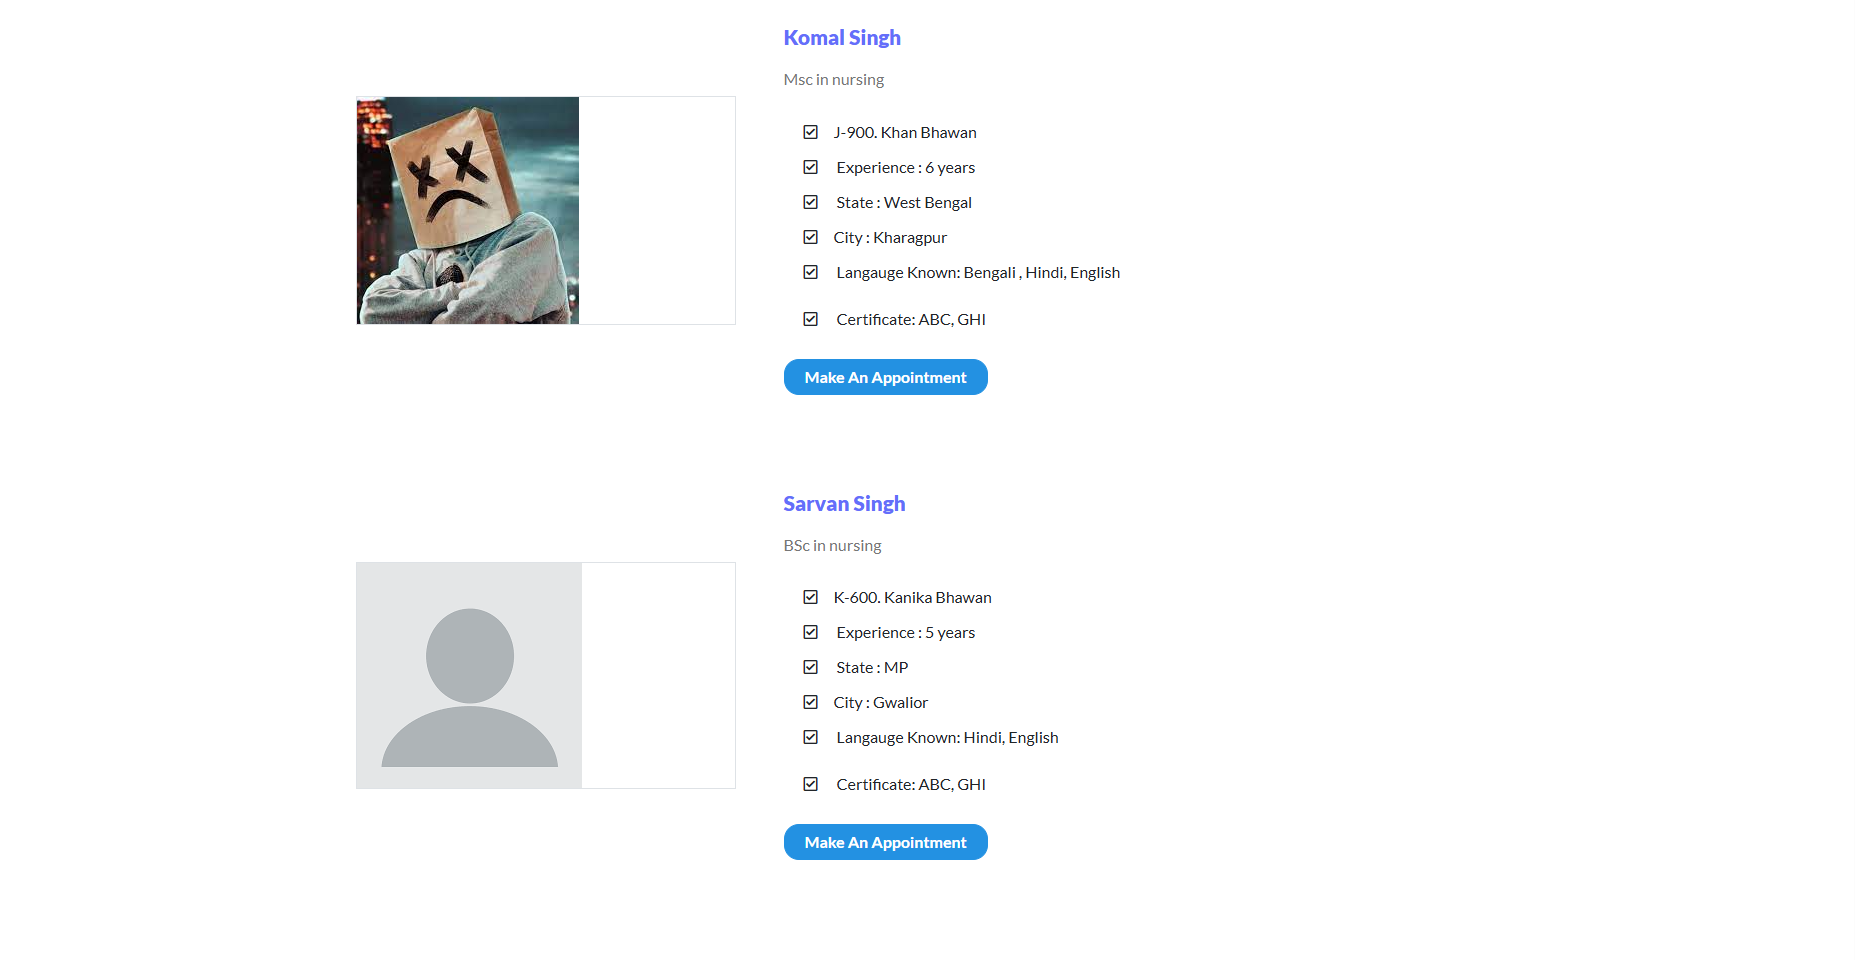 Komal Singh
Msc in nursing
J-900. Khan Bhawan
Experience : 6 years
State : West Bengal
City : Kharagpur
Langauge Known: Bengali , Hindi, English
Certificate: ABC, GHI
Make An Appointment
Sarvan Singh
BSc in nursing
K-600. Kanika Bhawan
Experience : 5 years
State : MP
City : Gwalior
Langauge Known: Hindi, English
Certificate: ABC, GHI
Make An Appointment